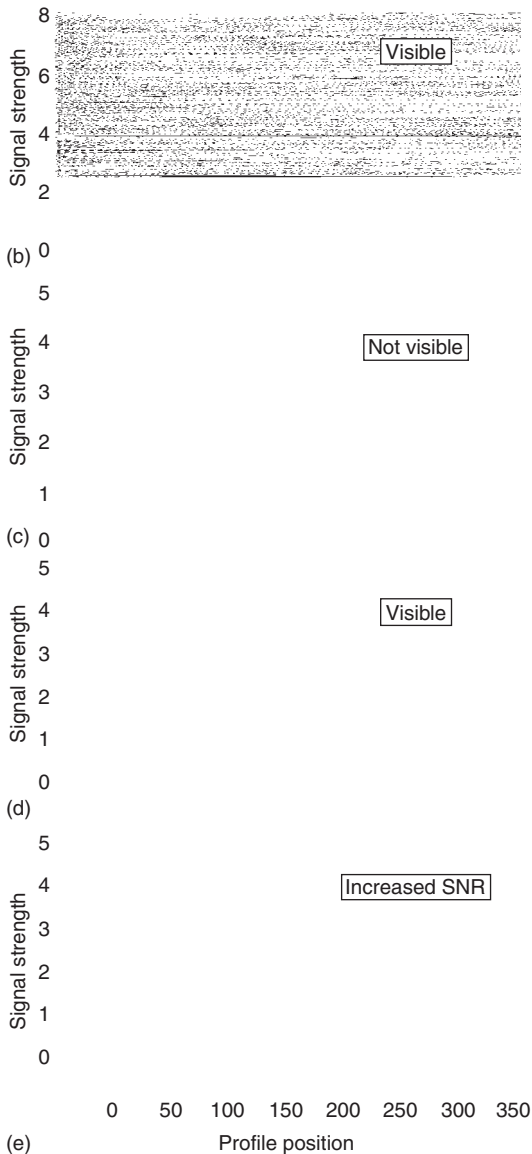 8
Visible
6
Signal strength
4
2
0
(b)
5
Not visible
4
Signal strength
3
2
1
0
(c)
5
Visible
4
Signal strength
3
2
1
0
(d)
5
Increased SNR
4
Signal strength
3
2
1
0
0 50 100 150 200 250 300 350
(e) Profile position